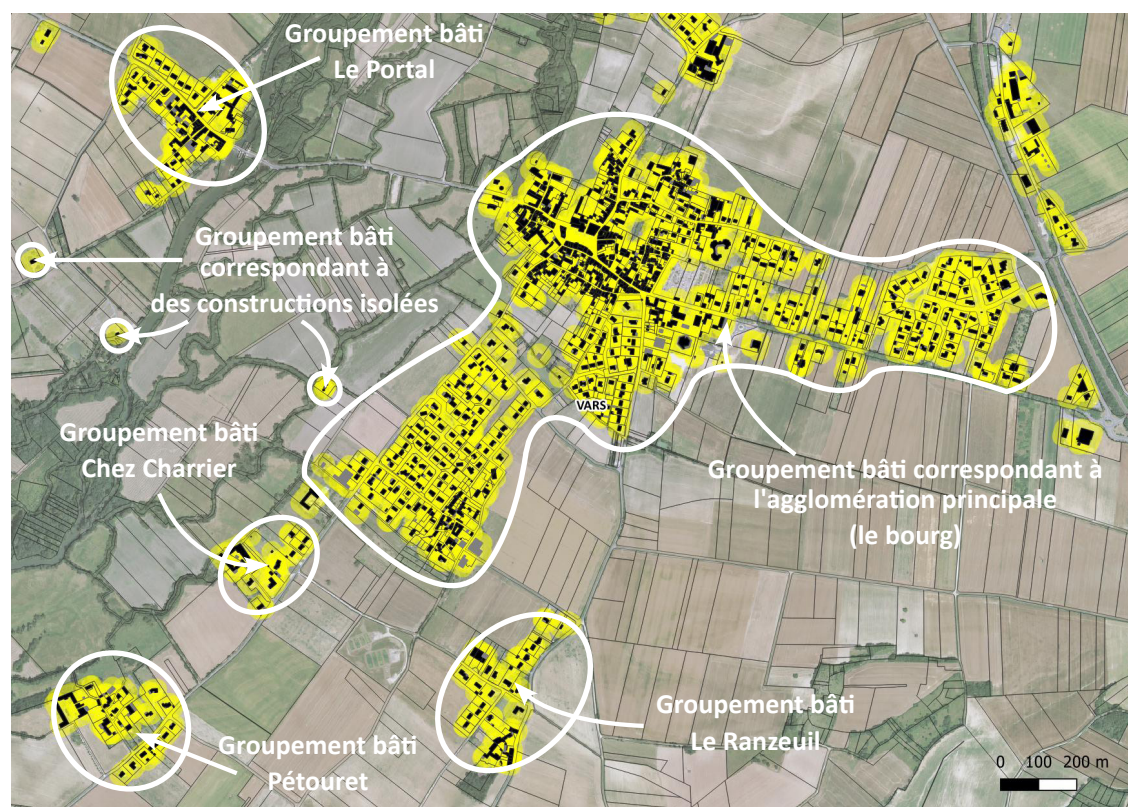 Groupement bâti
Le Portal
Groupement bâti
correspondant à
des constructions isolées
VARS
Groupement bâti
Chez Charrier
Groupement bâti correspondant à
l'agglomération principale
(le bourg)
Groupement bâti
Le Ranzeuil
Groupement bâti
Pétouret
0 100 200 m